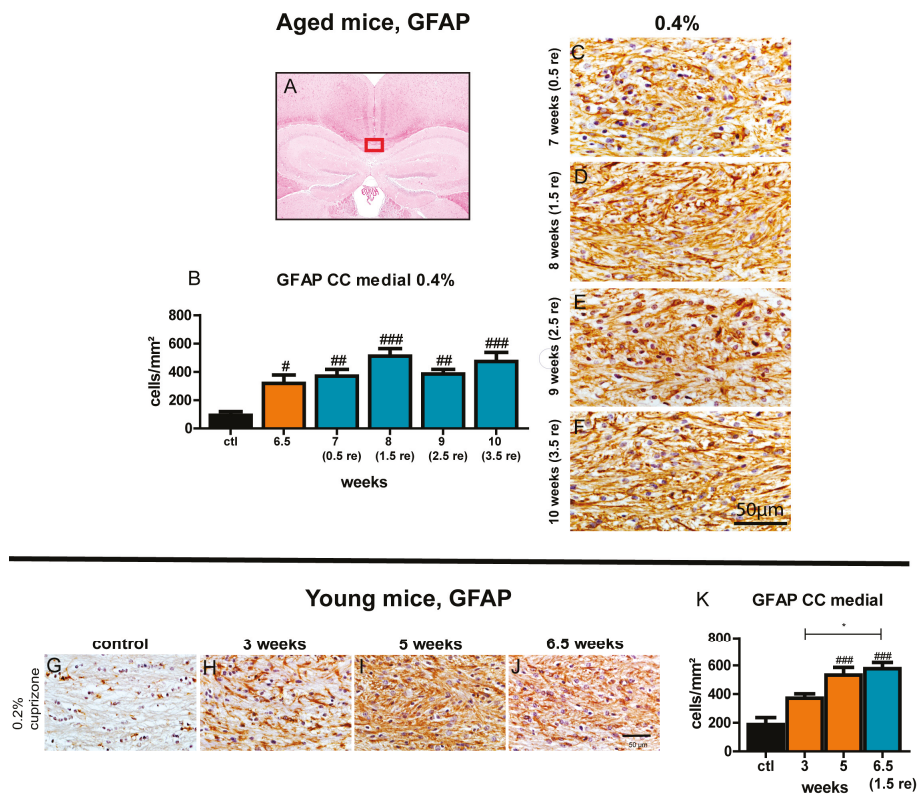 Aged mice, GFAP
0.4%
A
C
7 weeks (0.5 re)
D
8 weeks (1.5 re)
E
9 weeks (2.5 re)
F
10 weeks (3.5 re)
50µm
B
GFAP CC medial 0.4%
800
600
400
200
0
cells/mm²
# ## ### ## ###
ctl 6.5 7 8 9 10
(0.5 re) (1.5 re) (2.5 re) (3.5 re)
weeks
Young mice, GFAP
control 3 weeks 5 weeks 6.5 weeks
0.2%
cuprizone
G H I J
50 µm
K
GFAP CC medial
*
800
600
400
200
0
cells/mm²
### ###
ctl 3 5 6.5
weeks (1.5 re)